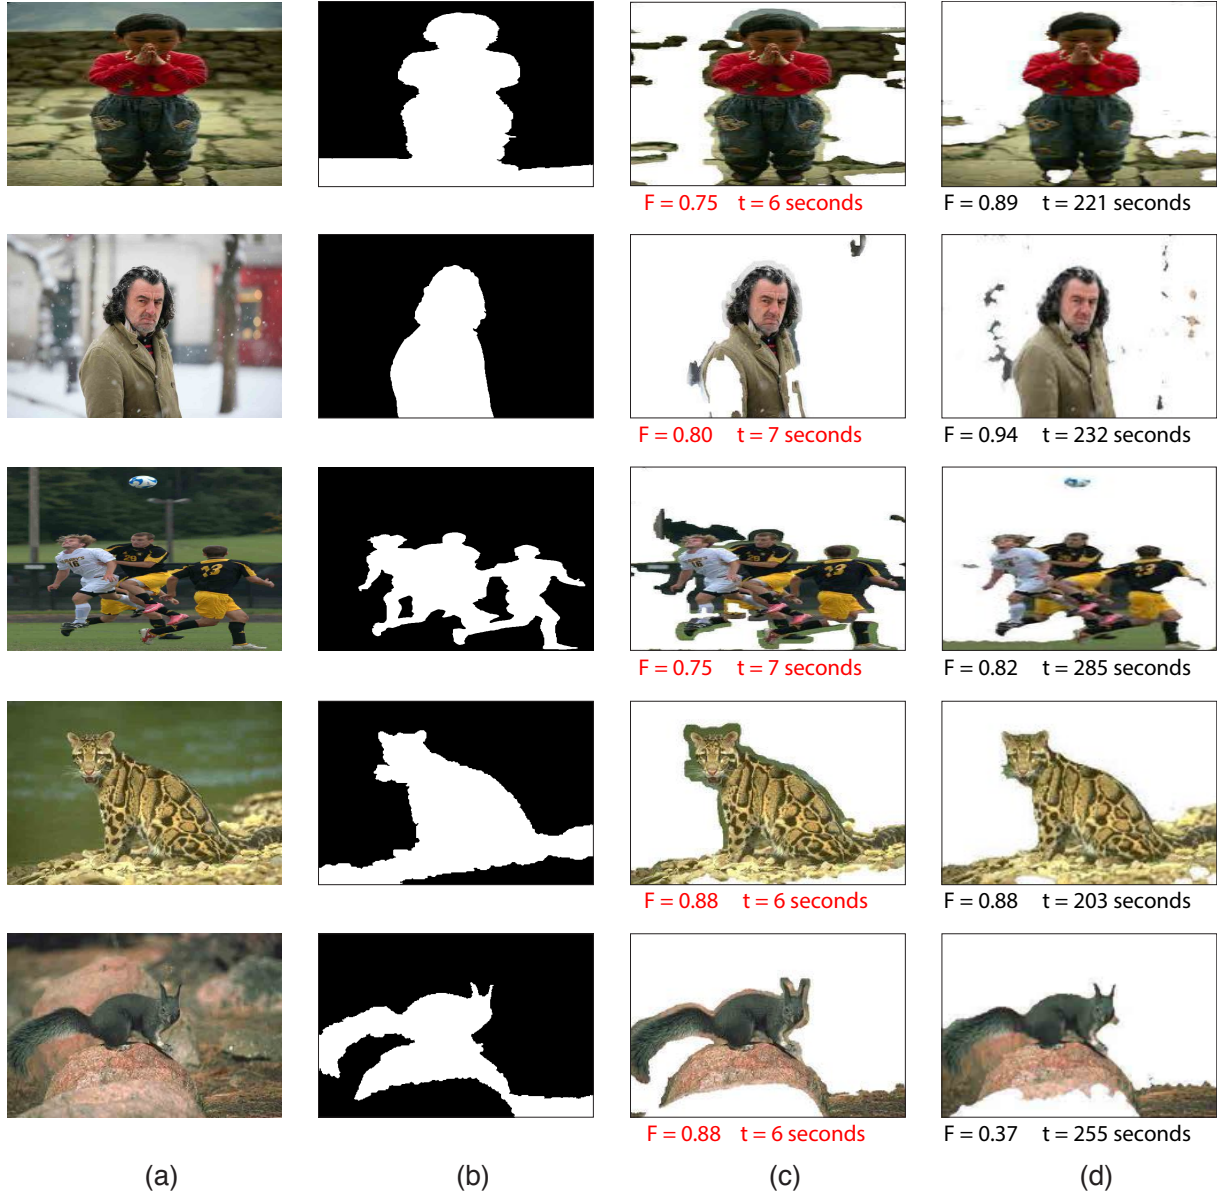 F = 0.75 t = 6 seconds
F = 0.89 t = 221 seconds
F = 0.80 t = 7 seconds
F = 0.94 t = 232 seconds
F = 0.75 t = 7 seconds
F = 0.82 t = 285 seconds
F = 0.88 t = 6 seconds
F = 0.88 t = 203 seconds
F = 0.88 t = 6 seconds
F = 0.37 t = 255 seconds
(a) (b) (c) (d)